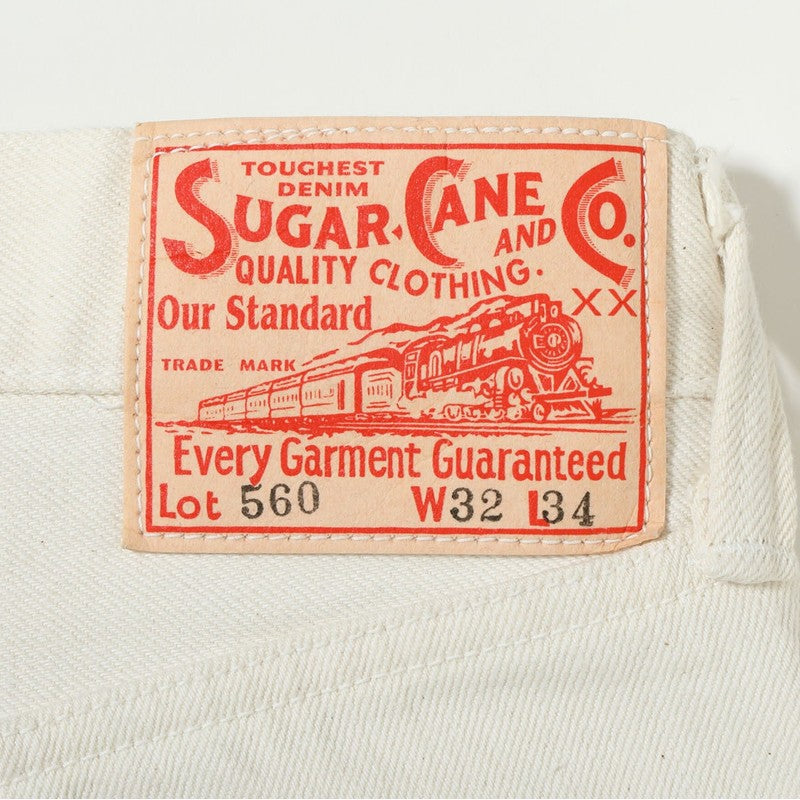 TOUGHEST
DENIM
SUGAR CANE AND CO.
QUALITY CLOTHING.
Our Standard
XX
TRADE MARK
Every Garment Guaranteed
Lot 560 W32 L34